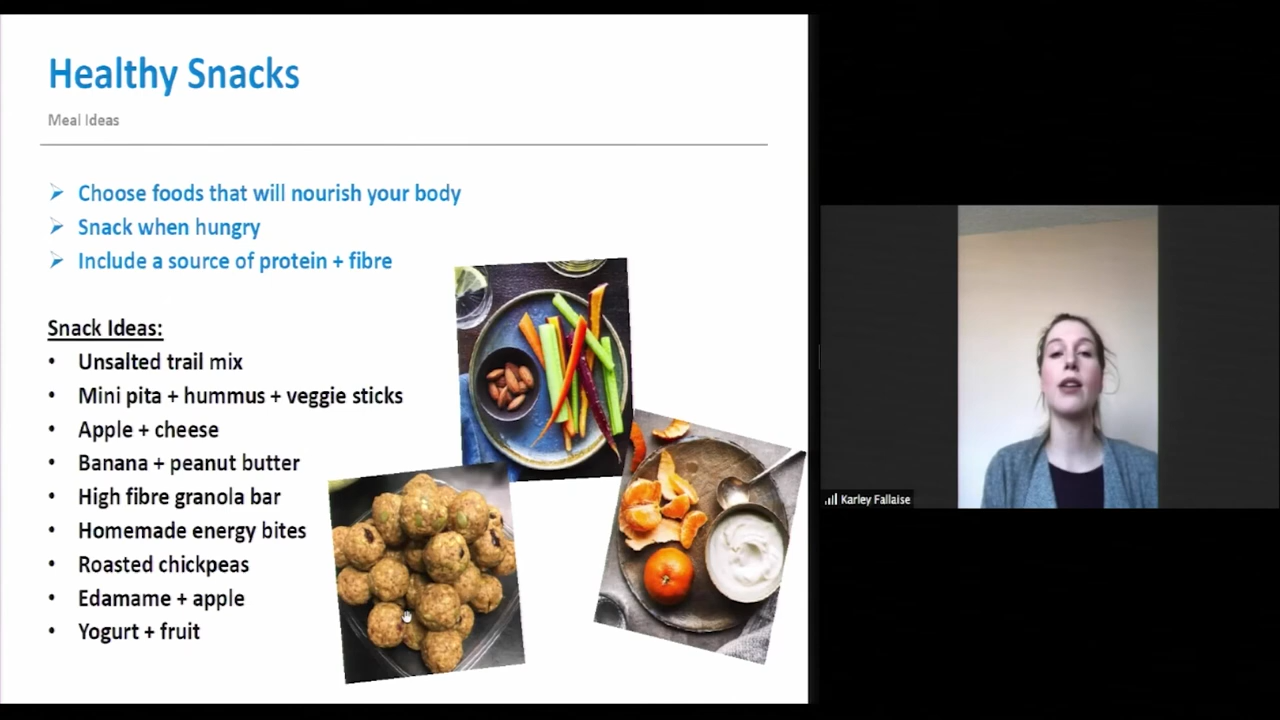 Healthy Snacks
Meal Ideas
Choose foods that will nourish your body
Snack when hungry
Include a source of protein + fibre
Snack Ideas:
Unsalted trail mix
Mini pita + hummus + veggie sticks
Apple + cheese
Banana + peanut butter
High fibre granola bar
Homemade energy bites
Roasted chickpeas
Edamame + apple
Yogurt + fruit
Karley Fallaise